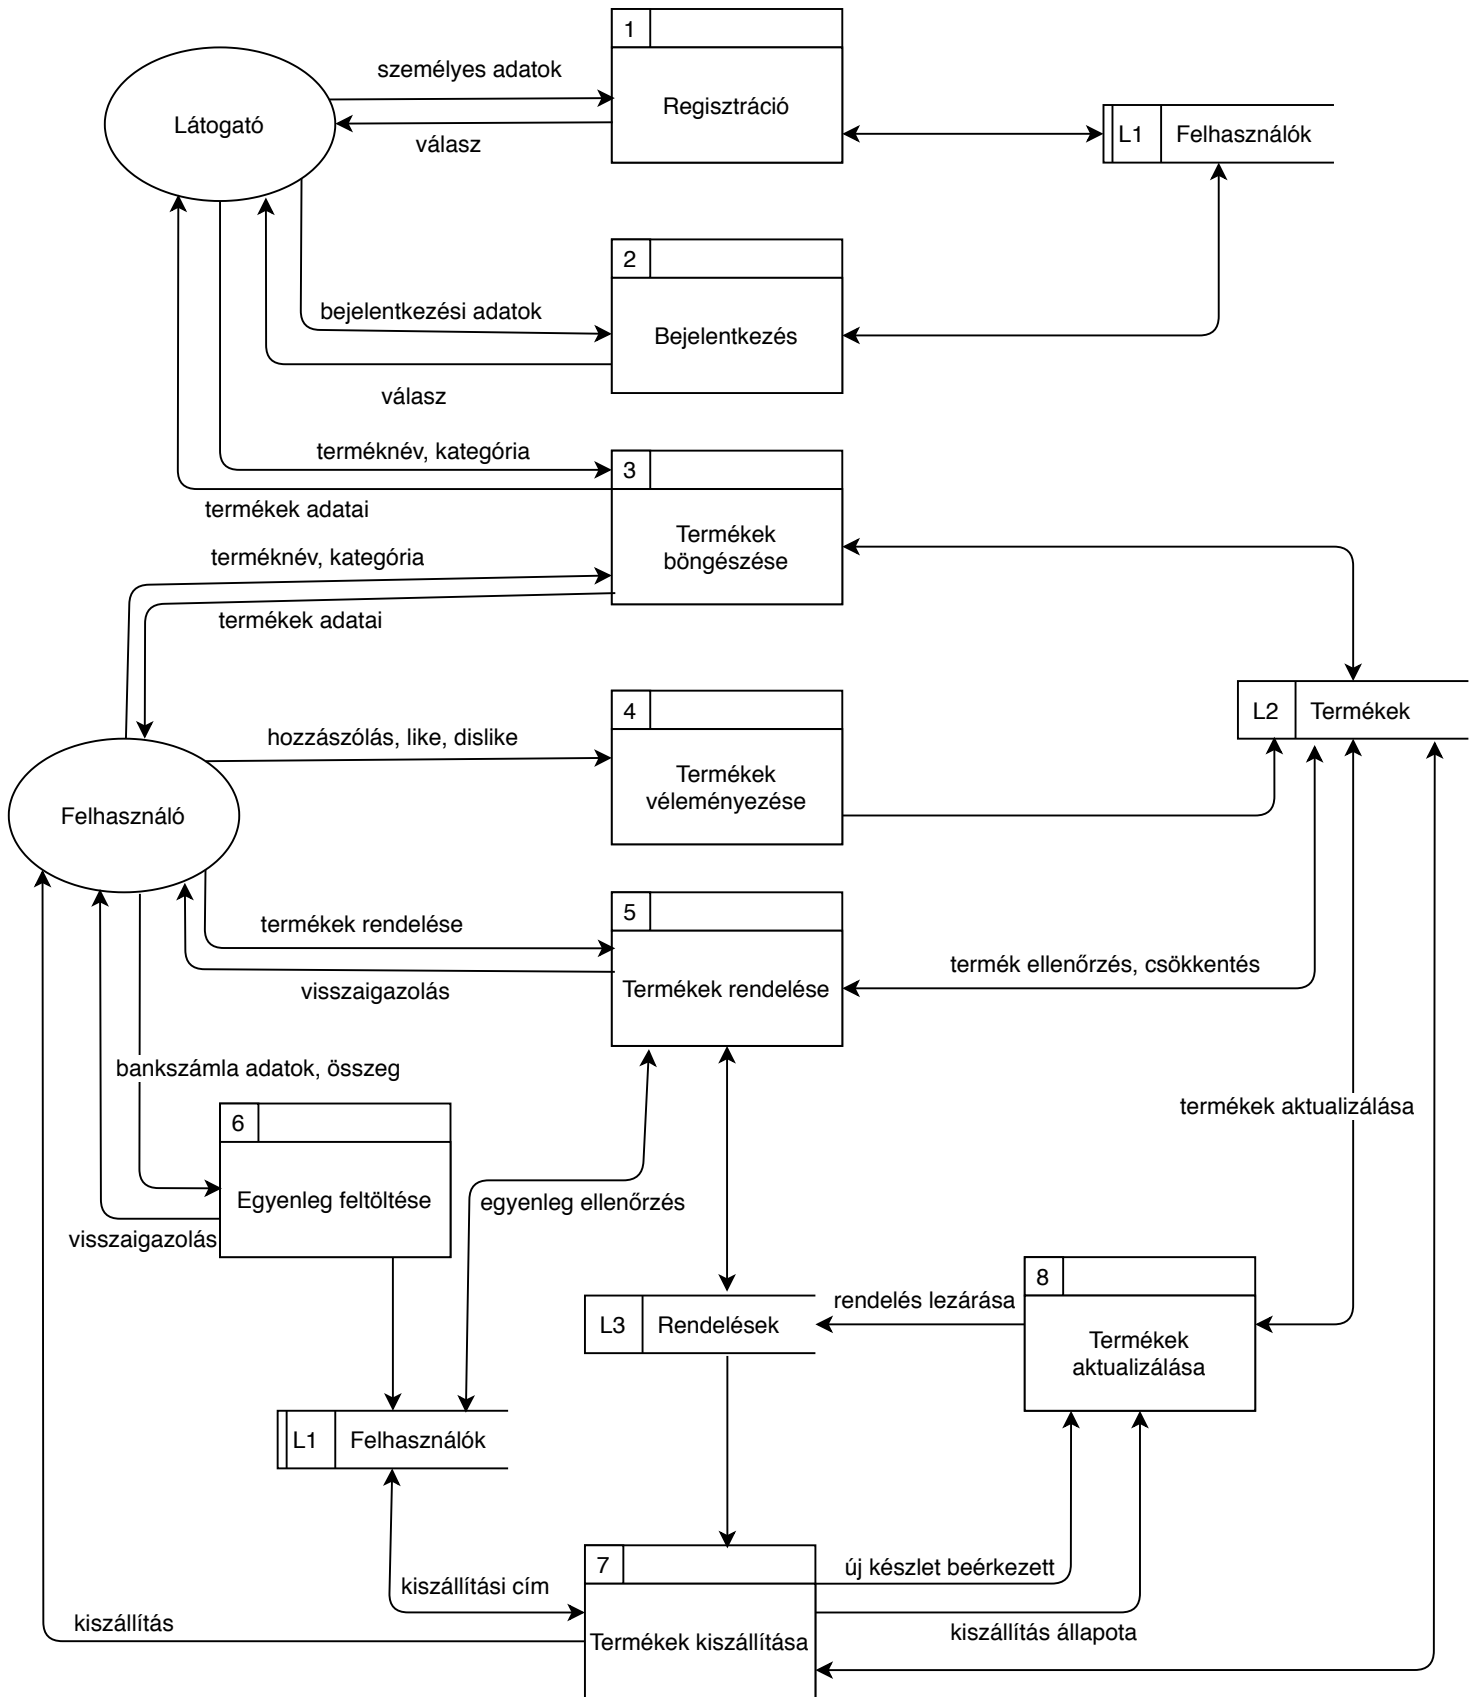 1
személyes adatok
Látogató
Regisztráció
válasz
L1
Felhasználók
2
bejelentkezési adatok
Bejelentkezés
válasz
terméknév, kategória
3
termékek adatai
Termékek
böngészése
terméknév, kategória
termékek adatai
4
L2
Termékek
hozzászólás, like, dislike
Termékek
véleményezése
Felhasználó
5
termékek rendelése
termék ellenőrzés, csökkentés
Termékek rendelése
visszaigazolás
bankszámla adatok, összeg
termékek aktualizálása
6
Egyenleg feltöltése
egyenleg ellenőrzés
visszaigazolás
8
rendelés lezárása
L3
Rendelések
Termékek
aktualizálása
L1
Felhasználók
7
új készlet beérkezett
kiszállítási cím
kiszállítás
kiszállítás állapota
Termékek kiszállítása